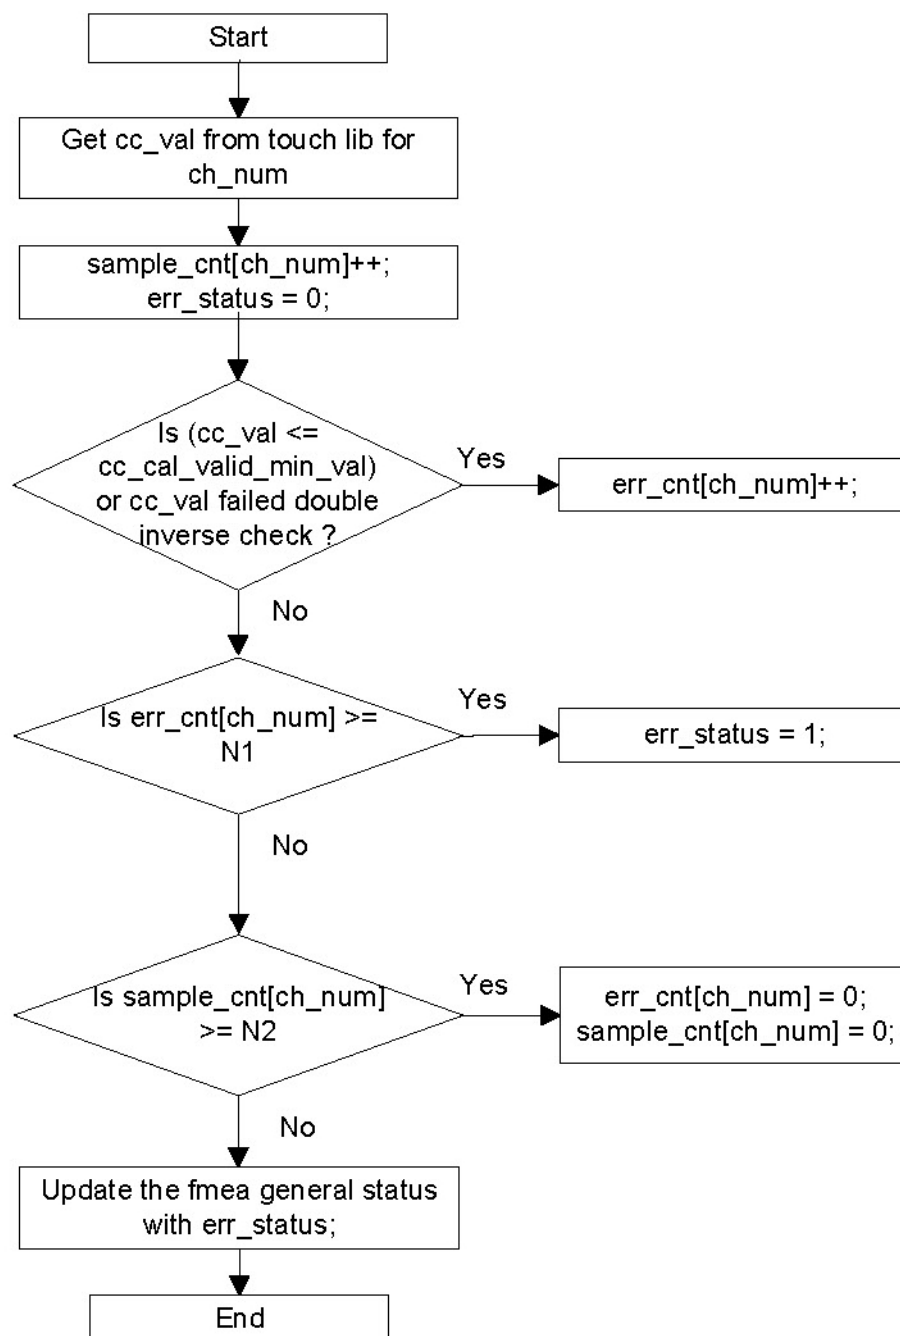 Start
Get cc_val from touch lib for
ch_num
sample_cnt[ch_num]++;
err_status = 0;
Is (cc_val <=
cc_cal_valid_min_val)
or cc_val failed double
inverse check ?
Yes
err_cnt[ch_num]++;
No
Is err_cnt[ch_num] >=
N1
Yes
err_status = 1;
No
Is sample_cnt[ch_num]
>= N2
Yes
err_cnt[ch_num] = 0;
sample_cnt[ch_num] = 0;
No
Update the fmea general status
with err_status;
End